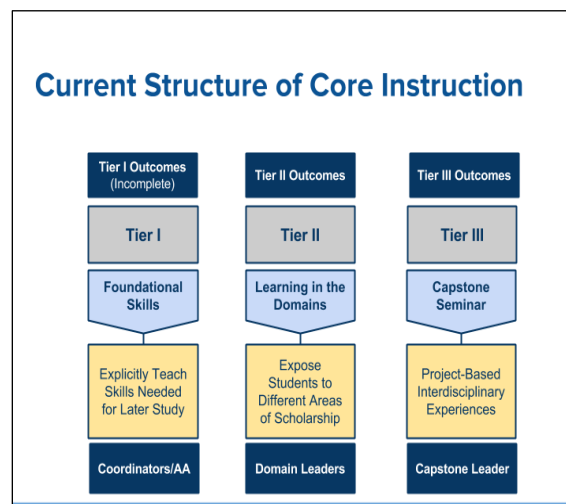 Current Structure of Core Instruction
Tier I Outcomes
(Incomplete)
Tier II Outcomes
Tier III Outcomes
Tier I
Tier II
Tier III
Foundational
Skills
Learning in the
Domains
Capstone
Seminar
Explicitly Teach
Skills Needed
for Later Study
Expose
Students to
Different Areas
of Scholarship
Project-Based
Interdisciplinary
Experiences
Coordinators/AA
Domain Leaders
Capstone Leader